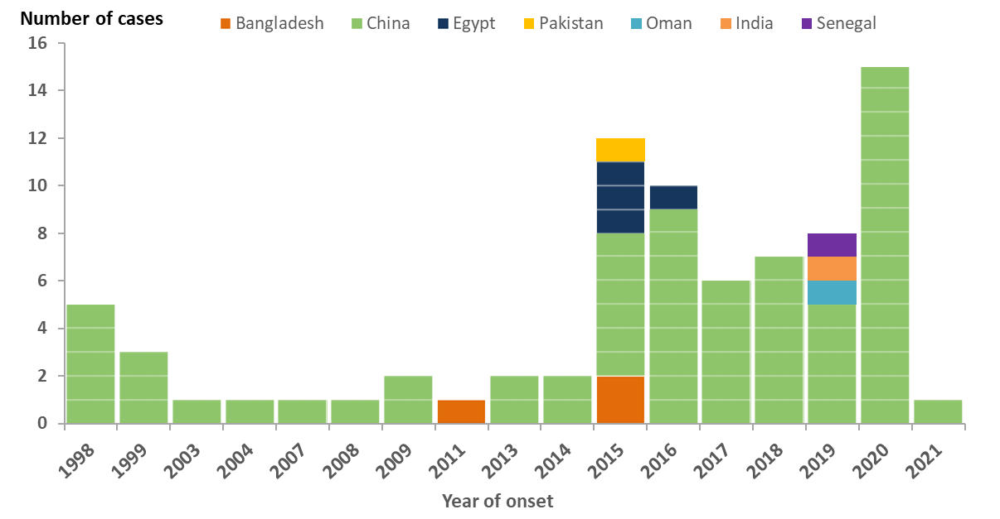 Number of cases
Bangladesh China Egypt Pakistan Oman India Senegal
16
14
12
10
8
6
4
2
0
1998 1999 2003 2004 2007 2008 2009 2011 2013 2014 2015 2016 2017 2018 2019 2020 2021
Year of onset